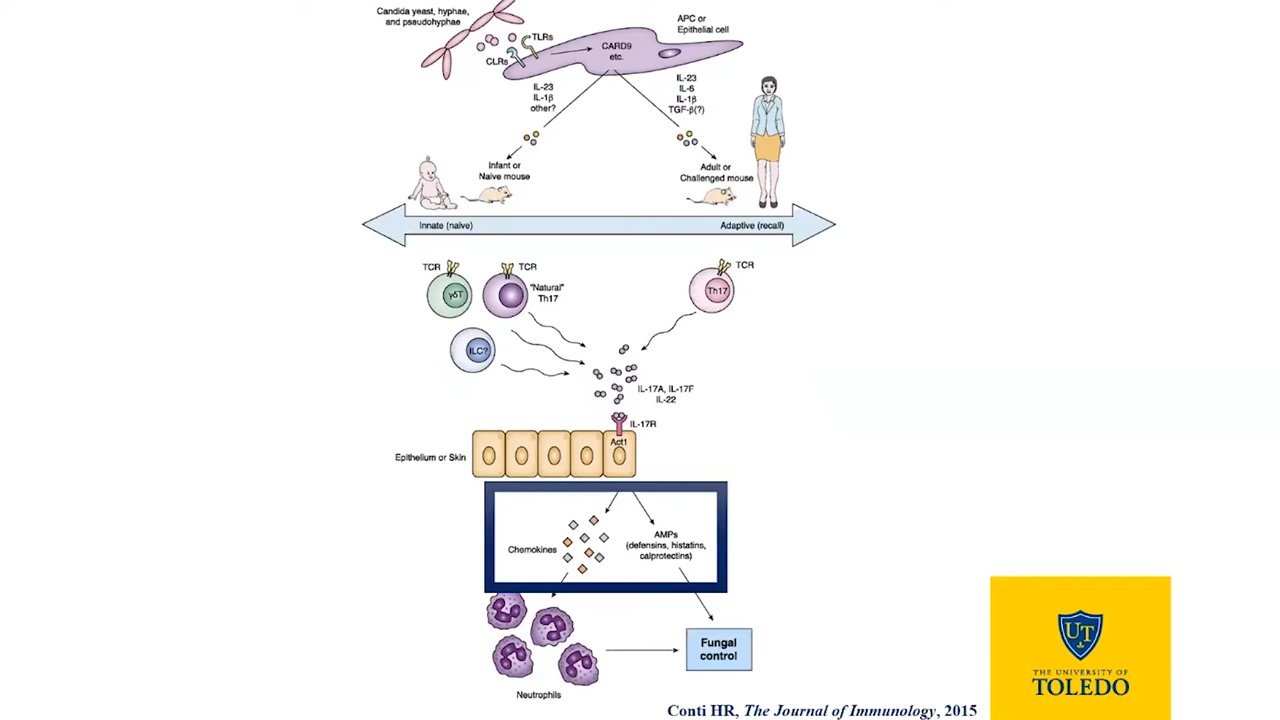 Candida yeast, hyphae,
and pseudohyphae
TLRs
CLRs
CARD9
etc.
APC or
Epithelial cell
IL-23
IL-1β
other?
IL-23
IL-6
IL-1β
TGF-β(?)
Infant or
Naive mouse
Adult or
Challenged mouse
Innate (naive)
Adaptive (recall)
TCR
γδT
TCR
"Natural"
Th17
TCR
Th17
ILC?
IL-17A, IL-17F
IL-22
IL-17R
Act1
Epithelium or Skin
Chemokines
AMPs
(defensins, histatins,
calprotectins)
Neutrophils
Fungal
control
UT
THE UNIVERSITY OF
TOLEDO
Conti HR, The Journal of Immunology, 2015